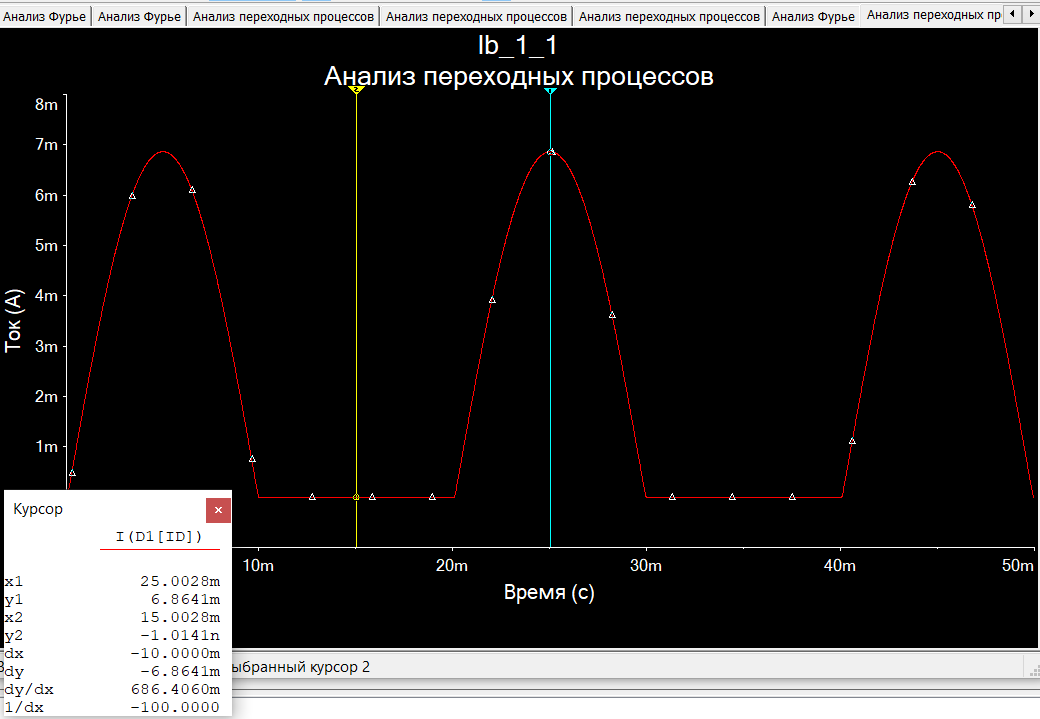 Анализ Фурье Анализ Фурье Анализ переходных процессов Анализ переходных процессов Анализ переходных процессов Анализ Фурье Анализ переходных пр
lb_1_1
Анализ переходных процессов
2 1
8m
7m
6m
5m
4m
3m
2m
1m
Ток (А)
10m 20m 30m 40m 50m
Время (с)
Курсор
I(D1[ID])
x1 25.0028m
y1 6.8641m
x2 15.0028m
y2 -1.0141n
dx -10.0000m
dy -6.8641m
dy/dx 686.4060m
1/dx -100.0000
ыбранный курсор 2